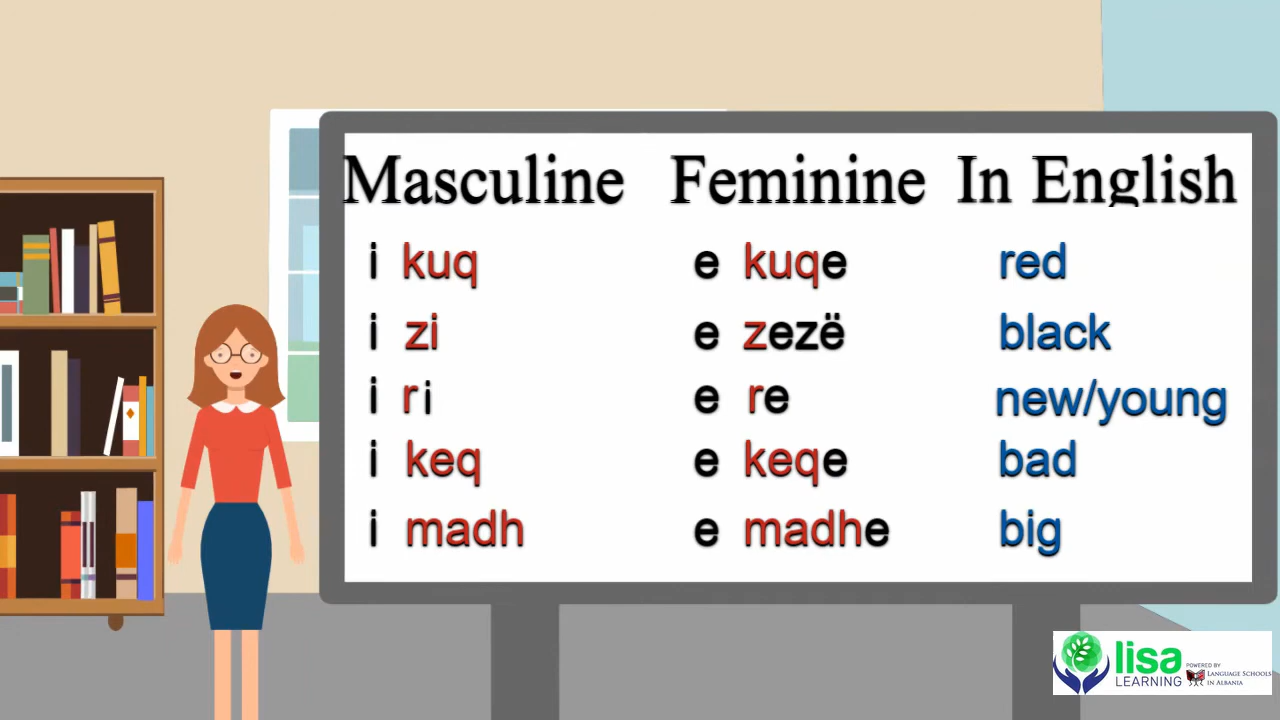 Masculine Feminine In English
i kuq e kuqe red
i zi e zezë black
i ri e re new/young
i keq e keqe bad
i madh e madhe big
lisa
LEARNING
POWERED BY
LANGUAGE SCHOOLS
IN ALBANIA